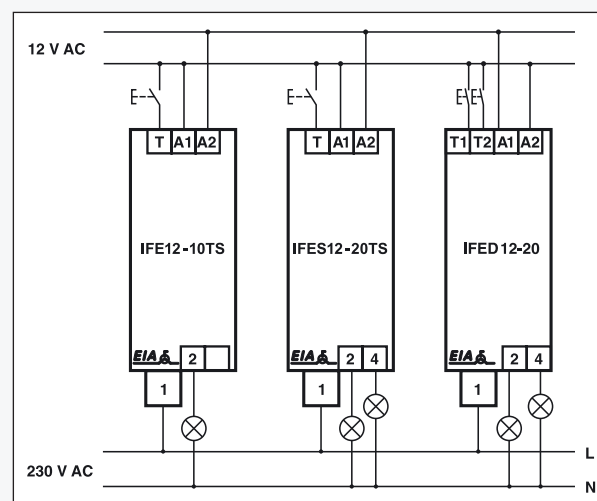 12 V AC
T A1 A2
T A1 A2
T1 T2 A1 A2
IFE12-10TS
IFES12-20TS
IFED12-20
EIA 2
EIA 2 4
EIA 2 4
1
1
1
L
230 V AC
N